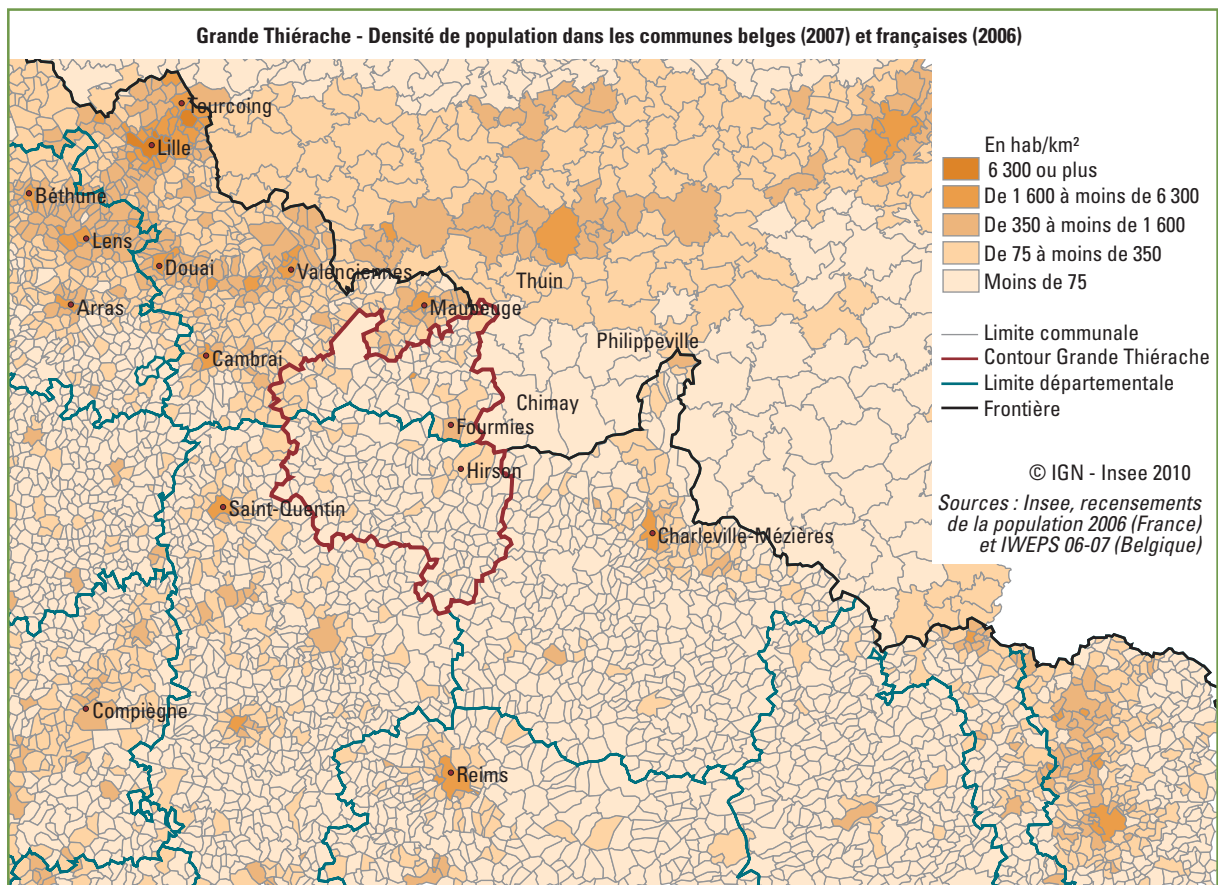 Grande Thiérache - Densité de population dans les communes belges (2007) et françaises (2006)
Tourcoing
Lille
Béthune
Lens
Douai
Valenciennes
Thuin
Arras
Maubeuge
Philippeville
Cambrai
Chimay
Fourmies
Hirson
Saint-Quentin
Charleville-Mézières
Compiègne
Reims
En hab/km²
6 300 ou plus
De 1 600 à moins de 6 300
De 350 à moins de 1 600
De 75 à moins de 350
Moins de 75
Limite communale
Contour Grande Thiérache
Limite départementale
Frontière
© IGN - Insee 2010
Sources : Insee, recensements
de la population 2006 (France)
et IWEPS 06-07 (Belgique)